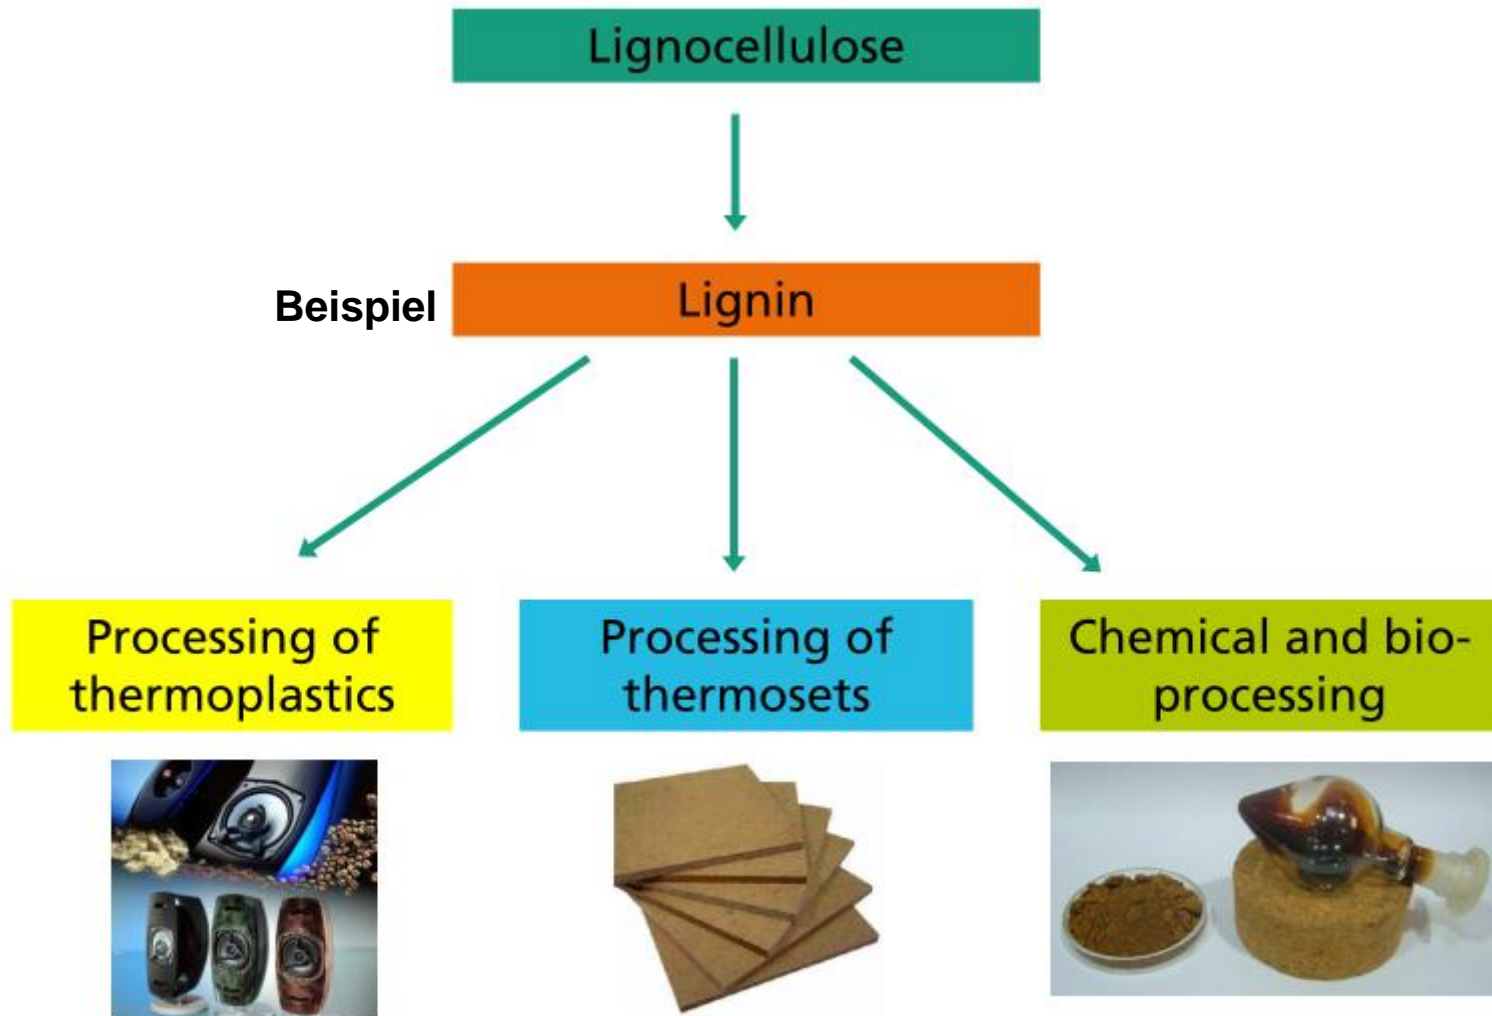 Lignocellulose
Beispiel
Lignin
Processing of
thermoplastics
Processing of
thermosets
Chemical and bio-
processing